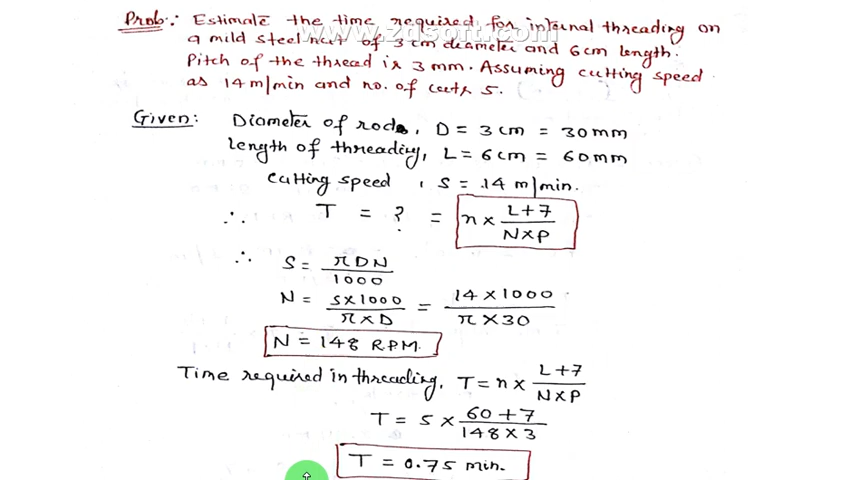 Prob:- Estimate the time required for internal threading on
www.zdsoft.com
a mild steel nut of 3 cm diameter and 6 cm length.
Pitch of the thread is 3 mm. Assuming cutting speed
as 14 m/min and no. of cuts 5.
Given: Diameter of rod, D = 3 cm = 30 mm
length of threading, L = 6 cm = 60 mm
cutting speed, S = 14 m/min.
∴ T = ? = n × (L+7)/(N×P)
∴ S = πDN/1000
N = (S×1000)/(π×D) = (14×1000)/(π×30)
N = 148 R.P.M.
Time required in threading, T = n × (L+7)/(N×P)
T = 5 × (60+7)/(148×3)
T = 0.75 min.